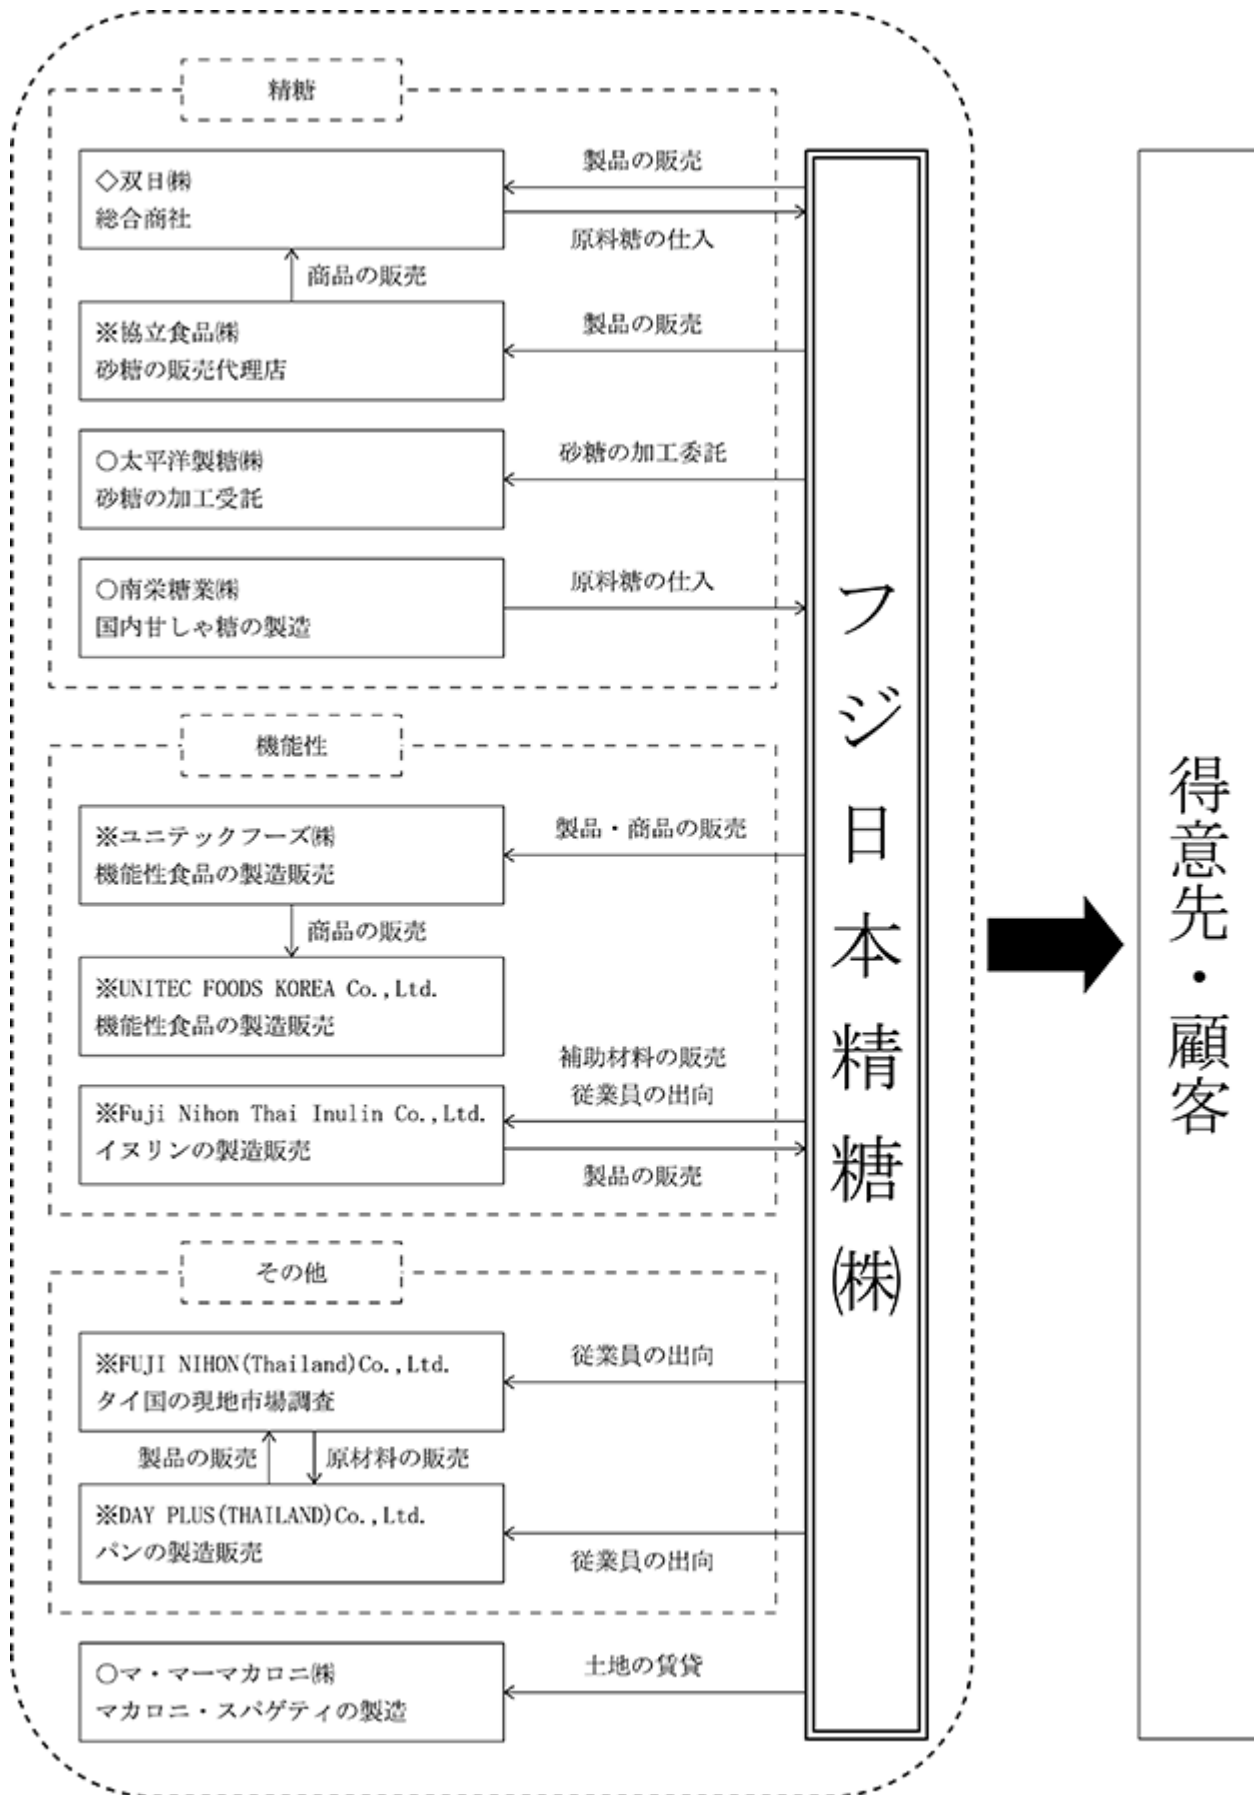 精糖
◇双日㈱
総合商社
製品の販売
原料糖の仕入
商品の販売
※協立食品㈱
砂糖の販売代理店
製品の販売
○太平洋製糖㈱
砂糖の加工受託
砂糖の加工委託
○南栄糖業㈱
国内甘しゃ糖の製造
原料糖の仕入
機能性
※ユニテックフーズ㈱
機能性食品の製造販売
製品・商品の販売
商品の販売
※UNITEC FOODS KOREA Co.,Ltd.
機能性食品の製造販売
補助材料の販売
従業員の出向
※Fuji Nihon Thai Inulin Co.,Ltd.
イヌリンの製造販売
製品の販売
その他
※FUJI NIHON(Thailand)Co.,Ltd.
タイ国の現地市場調査
従業員の出向
製品の販売
原材料の販売
※DAY PLUS(THAILAND)Co.,Ltd.
パンの製造販売
従業員の出向
○マ・マーマカロニ㈱
マカロニ・スパゲティの製造
土地の賃貸
フジ日本精糖㈱
得意先・顧客